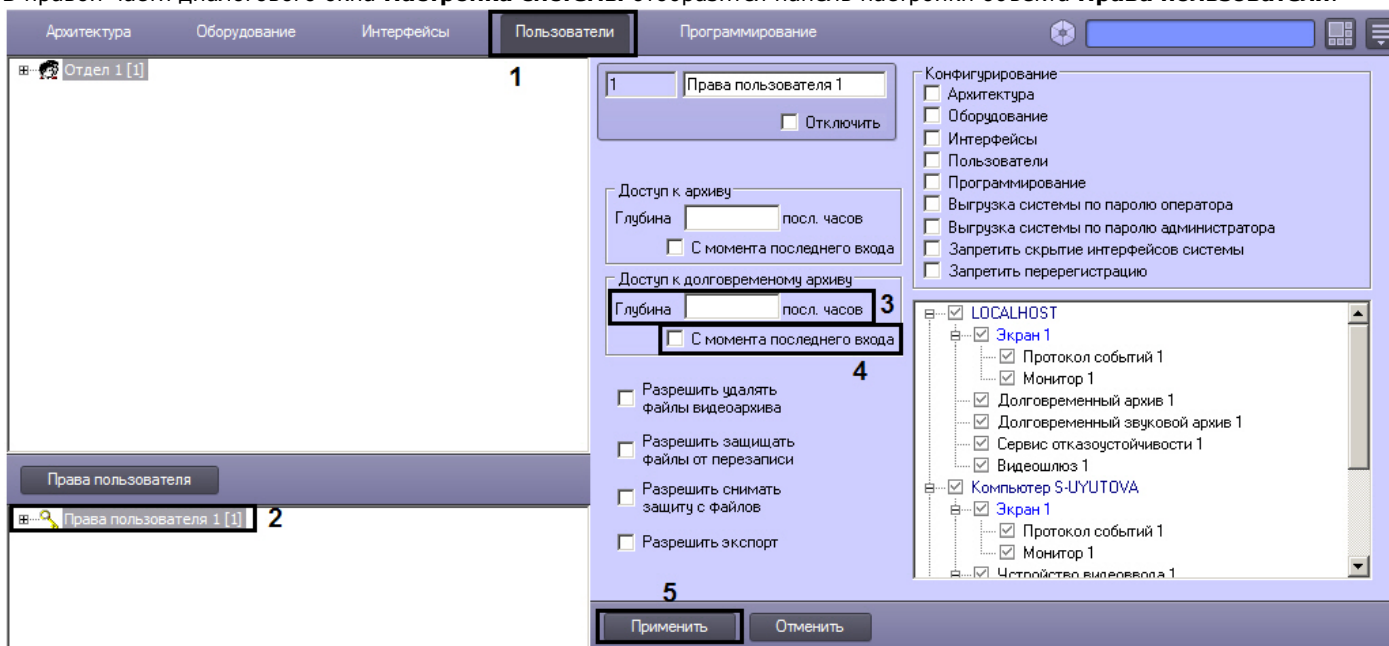 в правой части диалогового окна Настройка системы отобразится панель настройки объекта Права пользователя.
Архитектура Оборудование Интерфейсы Пользователи Программирование
1
Отдел 1 [1]
Права пользователя
Права пользователя 1 [1]
2
1 Права пользователя 1
Отключить
Доступ к архиву
Глубина посл. часов
С момента последнего входа
Доступ к долговременому архиву
Глубина посл. часов
3
С момента последнего входа
4
Разрешить удалять
файлы видеоархива
Разрешить защищать
файлы от перезаписи
Разрешить снимать
защиту с файлов
Разрешить экспорт
Конфигурирование
Архитектура
Оборудование
Интерфейсы
Пользователи
Программирование
Выгрузка системы по паролю оператора
Выгрузка системы по паролю администратора
Запретить скрытие интерфейсов системы
Запретить перерегистрацию
LOCALHOST
Экран 1
Протокол событий 1
Монитор 1
Долговременный архив 1
Долговременный звуковой архив 1
Сервис отказоустойчивости 1
Видеошлюз 1
Компьютер S-UYUTOVA
Экран 1
Протокол событий 1
Монитор 1
Устройство видеоввода 1
5
Применить Отменить